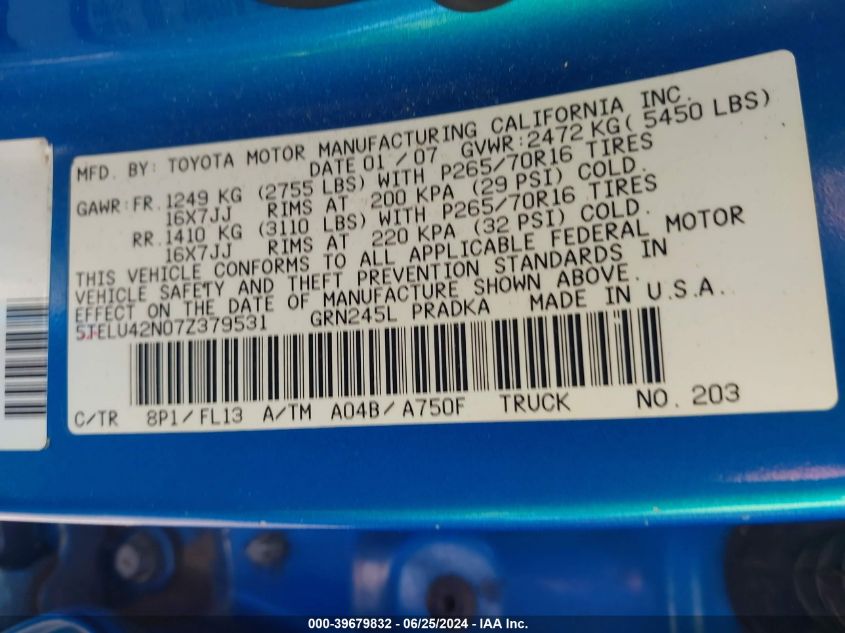 MFD. BY: TOYOTA MOTOR MANUFACTURING CALIFORNIA INC.
DATE 01/07 GVWR: 2472 KG( 5450 LBS)
GAWR: FR. 1249 KG (2755 LBS) WITH P265/70R16 TIRES
16X7JJ RIMS AT 200 KPA (29 PSI) COLD.
RR. 1410 KG (3110 LBS) WITH P265/70R16 TIRES
16X7JJ RIMS AT 220 KPA (32 PSI) COLD.
THIS VEHICLE CONFORMS TO ALL APPLICABLE FEDERAL MOTOR
VEHICLE SAFETY AND THEFT PREVENTION STANDARDS IN
EFFECT ON THE DATE OF MANUFACTURE SHOWN ABOVE.
5TELU42N07Z379531 GRN245L PRADKA MADE IN U.S.A.
C/TR 8P1/FL13 A/TM A04B/A750F TRUCK NO. 203
000-39679832 - 06/25/2024 - IAA Inc.